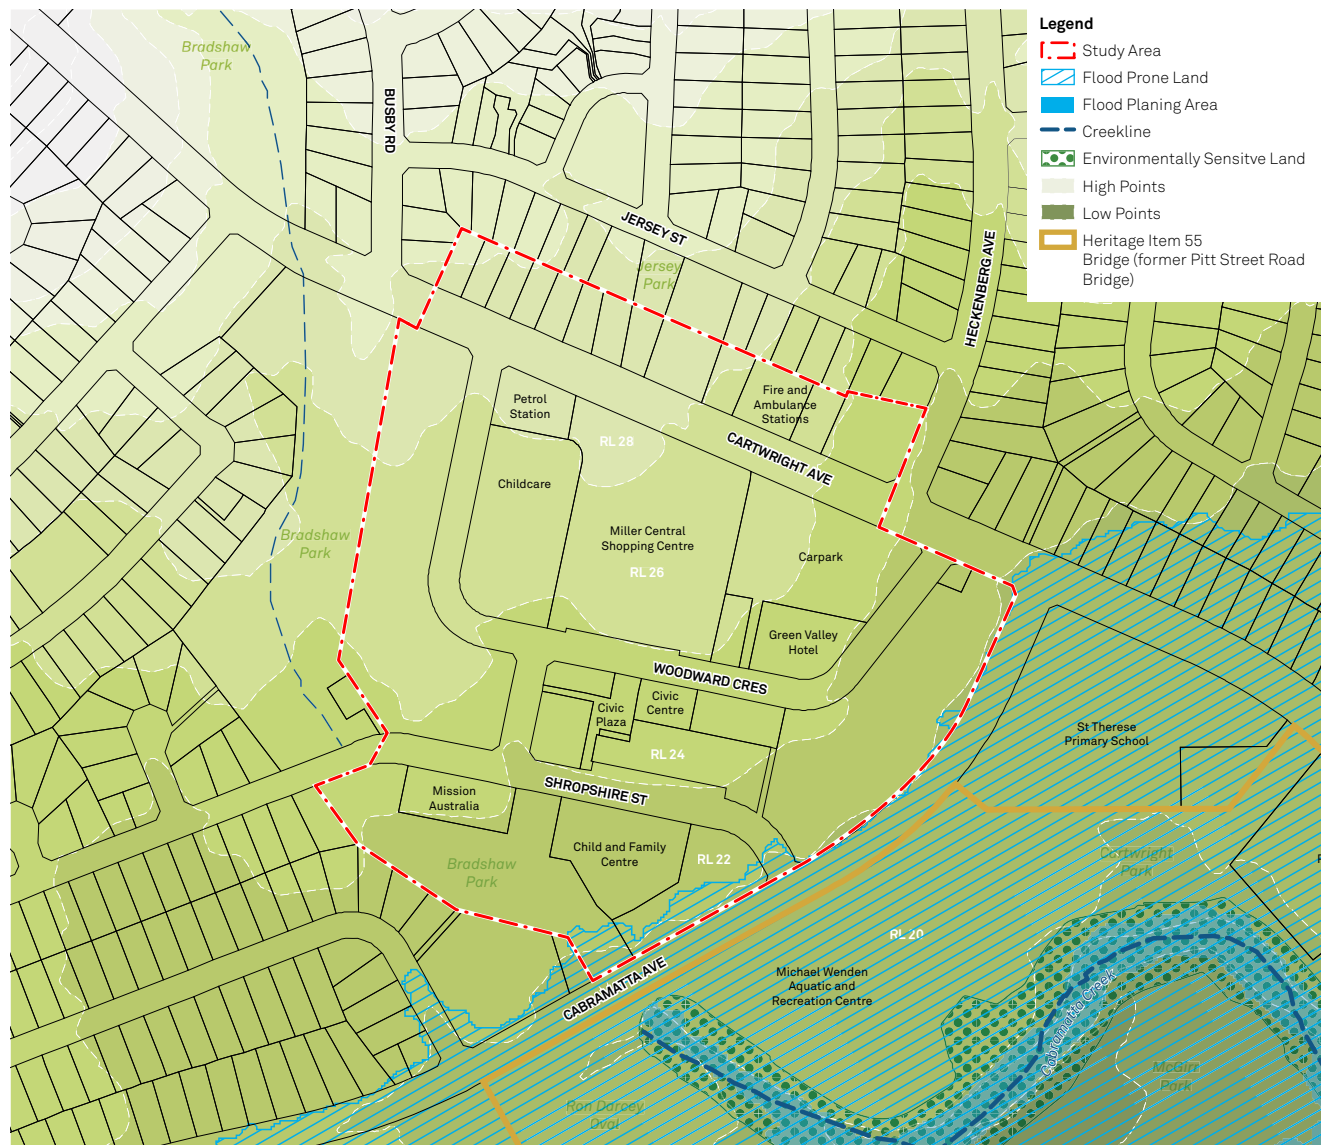 Legend
Study Area
Flood Prone Land
Flood Planing Area
Creekline
Environmentally Sensitve Land
High Points
Low Points
Heritage Item 55
Bridge (former Pitt Street Road
Bridge)
Bradshaw
Park
BUSBY RD
JERSEY ST
Jersey
Park
HECKENBERG AVE
Petrol
Station
RL 28
Fire and
Ambulance
Stations
CARTWRIGHT AVE
Childcare
Bradshaw
Park
Miller Central
Shopping Centre
RL 26
Carpark
Green Valley
Hotel
WOODWARD CRES
Civic
Centre
Civic
Plaza
RL 24
St Therese
Primary School
SHROPSHIRE ST
Mission
Australia
Child and Family
Centre
RL 22
Bradshaw
Park
Cartwright
Park
RL 20
Michael Wenden
Aquatic and
Recreation Centre
CABRAMATTA AVE
Cabramatta Creek
McGirr
Park
Ron Darcey
Oval